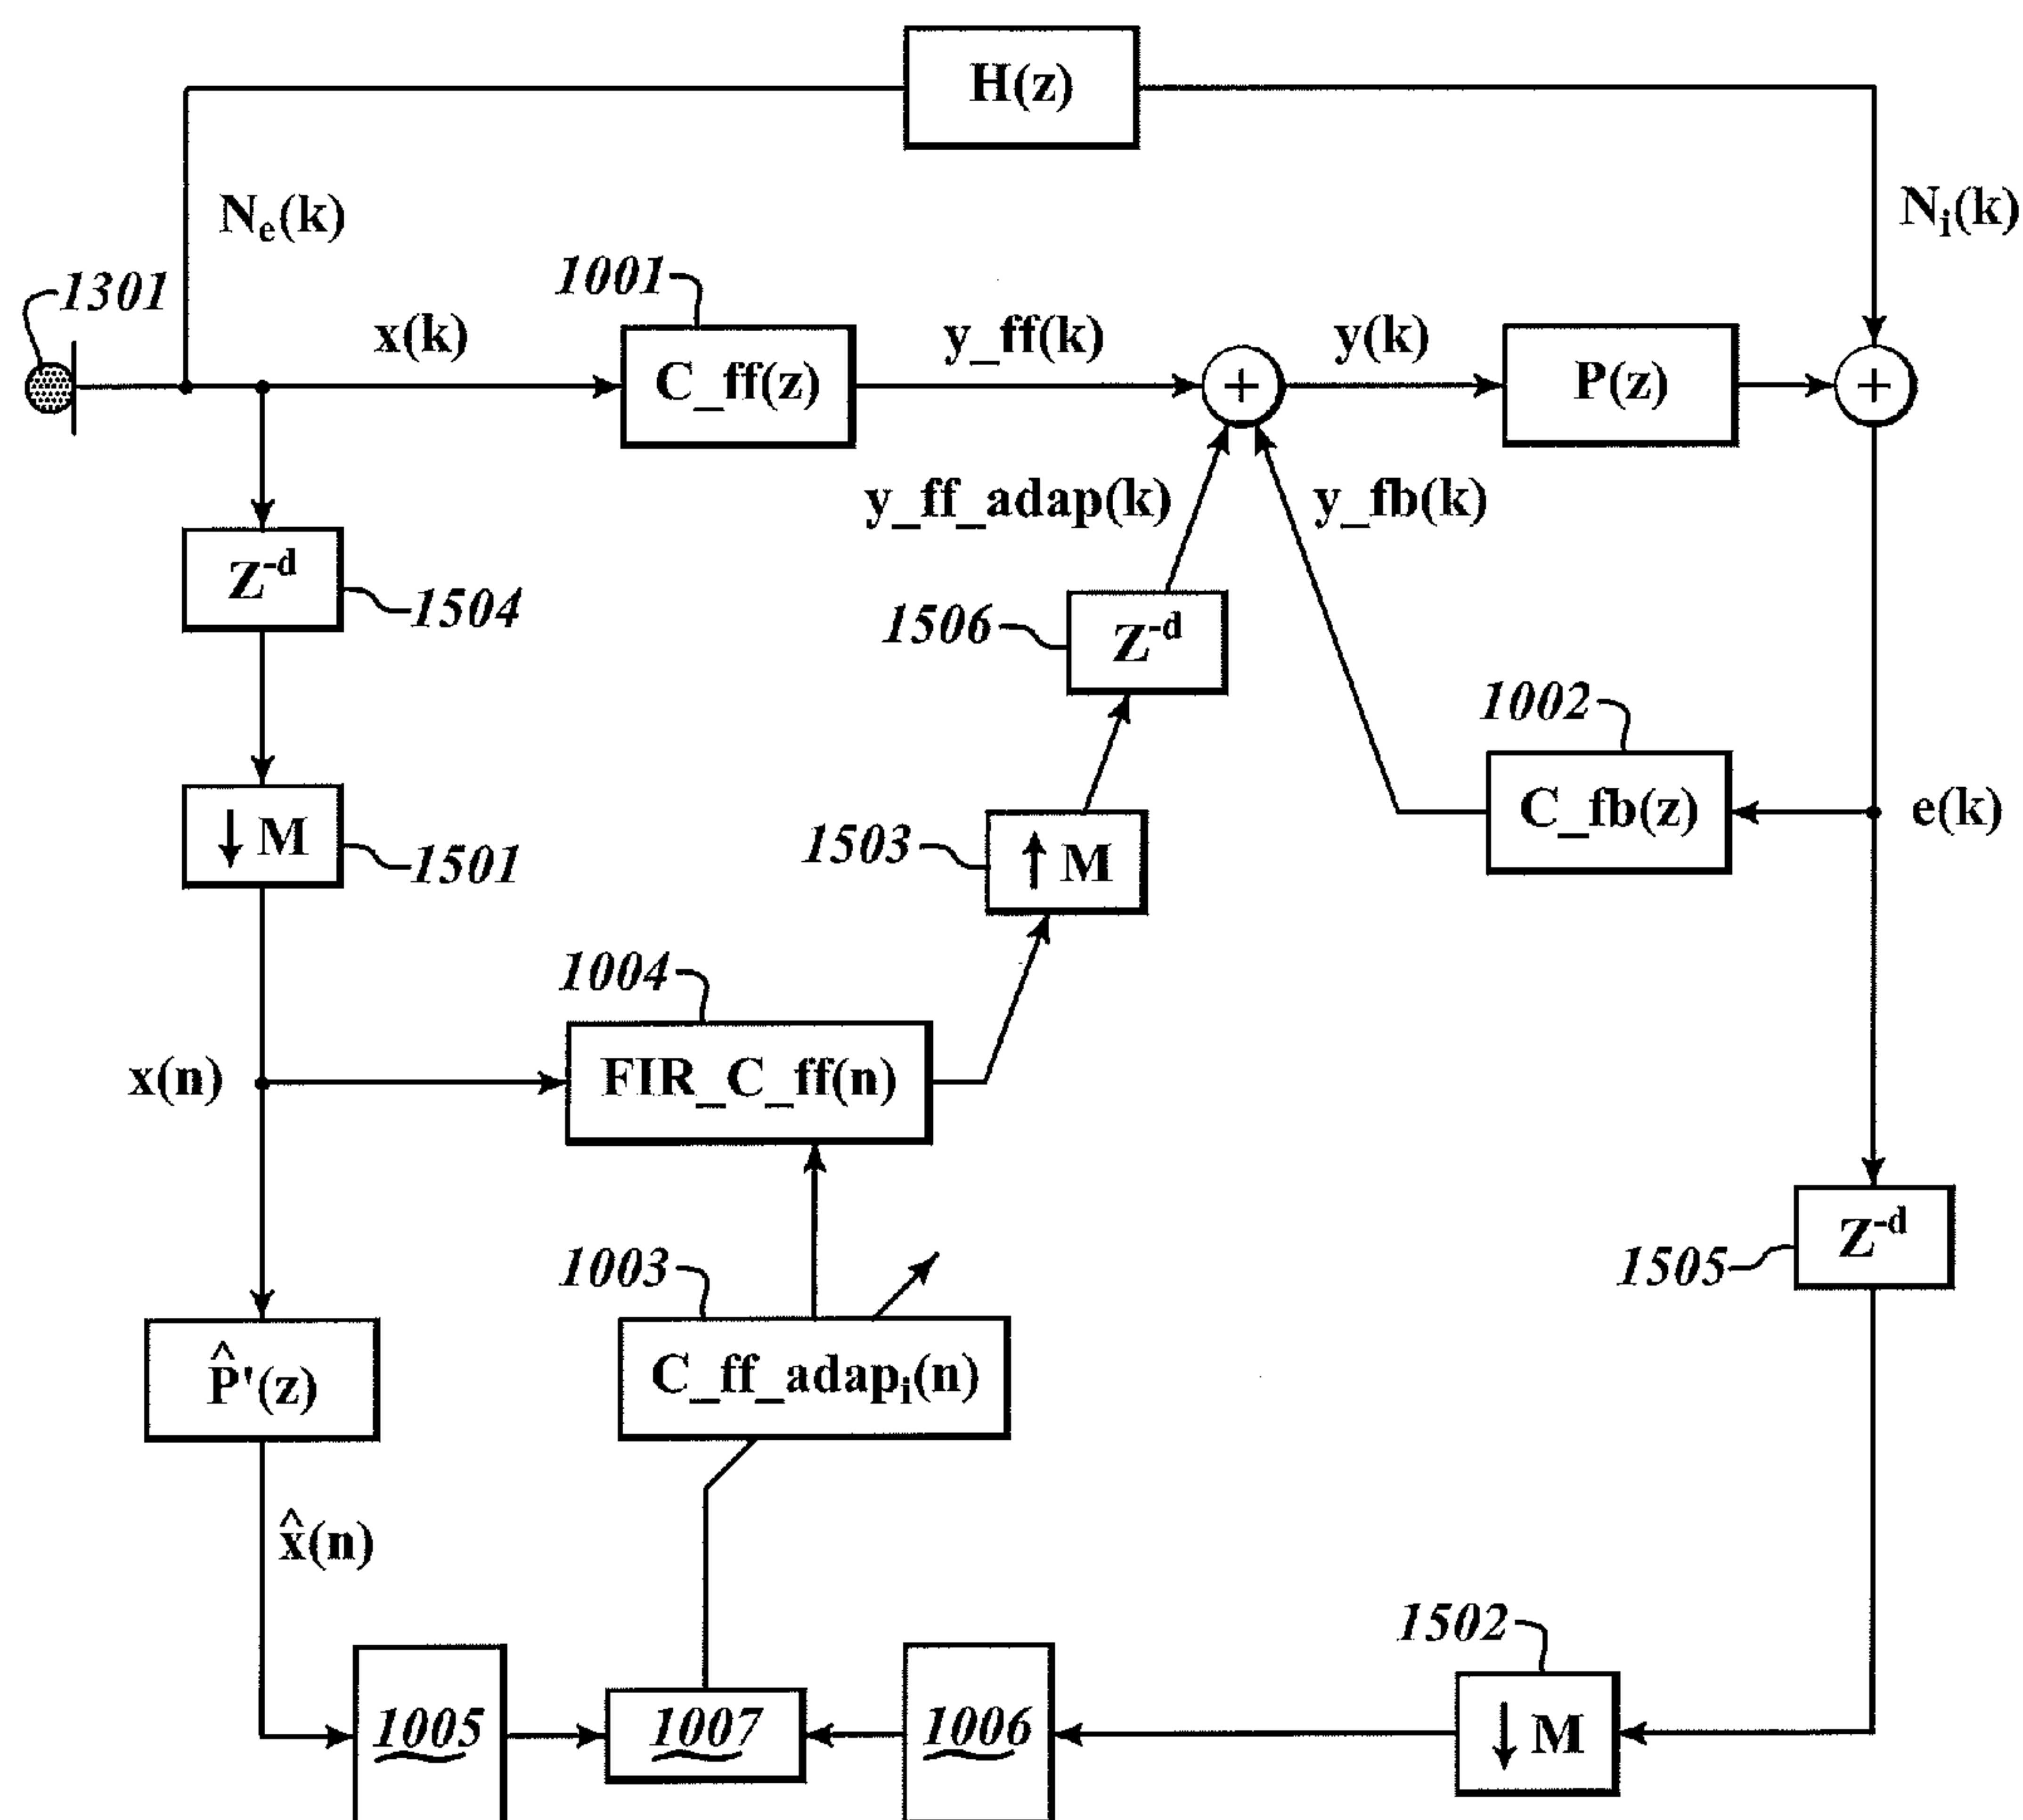 H(z)
Nₑ(k)
Nᵢ(k)
1301
1001
x(k)
C_ff(z)
y_ff(k)
+
y(k)
P(z)
+
y_ff_adap(k)
y_fb(k)
Z⁻ᵈ
1504
1506
Z⁻ᵈ
1002
C_fb(z)
e(k)
↓ M
1501
1503
↑ M
1004
x(n)
FIR_C_ff(n)
Z⁻ᵈ
1505
1003
P̂'(z)
C_ff_adapᵢ(n)
x̂(n)
1502
1005
1007
1006
↓ M